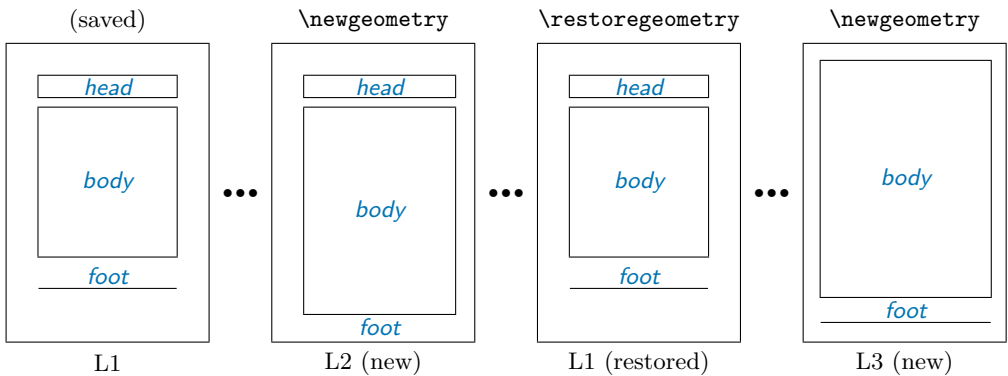 (saved) \newgeometry \restoregeometry \newgeometry
head head head
body body body body
••• ••• •••
foot foot foot foot
L1 L2 (new) L1 (restored) L3 (new)